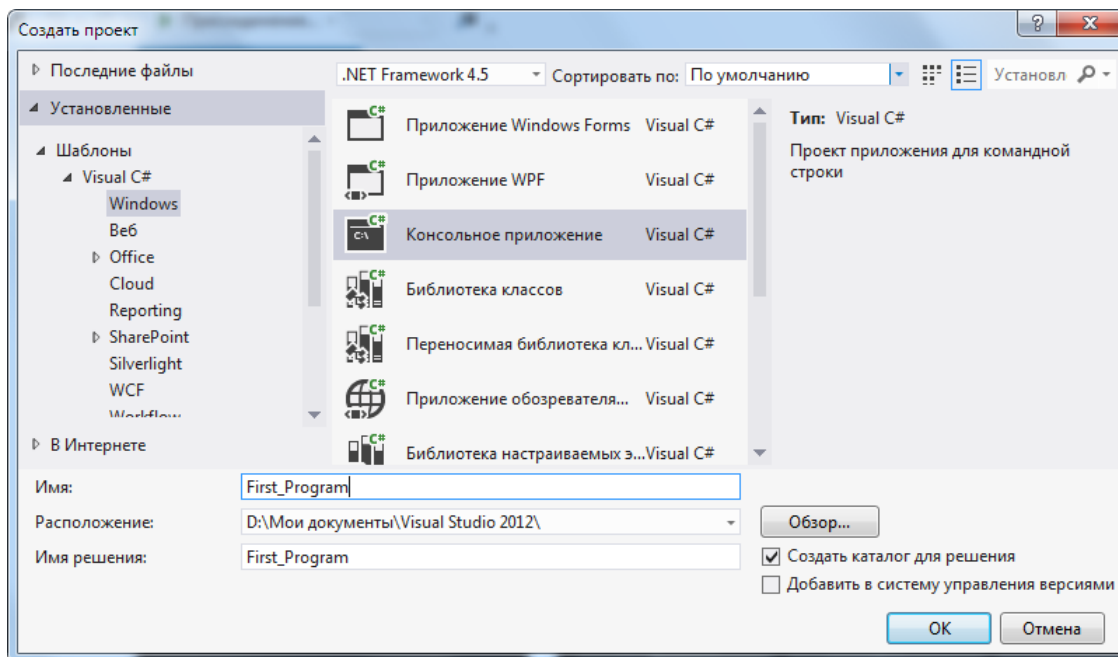 Создать проект
Последние файлы
Установленные
Шаблоны
Visual C#
Windows
Веб
Office
Cloud
Reporting
SharePoint
Silverlight
WCF
Workflow
В Интернете
.NET Framework 4.5
Сортировать по: По умолчанию
Установл
C# Приложение Windows Forms Visual C#
C# Приложение WPF Visual C#
C# C:\ Консольное приложение Visual C#
C# Библиотека классов Visual C#
C# Переносимая библиотека кл... Visual C#
C# Приложение обозревателя... Visual C#
C# Библиотека настраиваемых э... Visual C#
Тип: Visual C#
Проект приложения для командной
строки
Имя: First_Program
Расположение: D:\Мои документы\Visual Studio 2012\
Обзор...
Имя решения: First_Program
Создать каталог для решения
Добавить в систему управления версиями
OK
Отмена